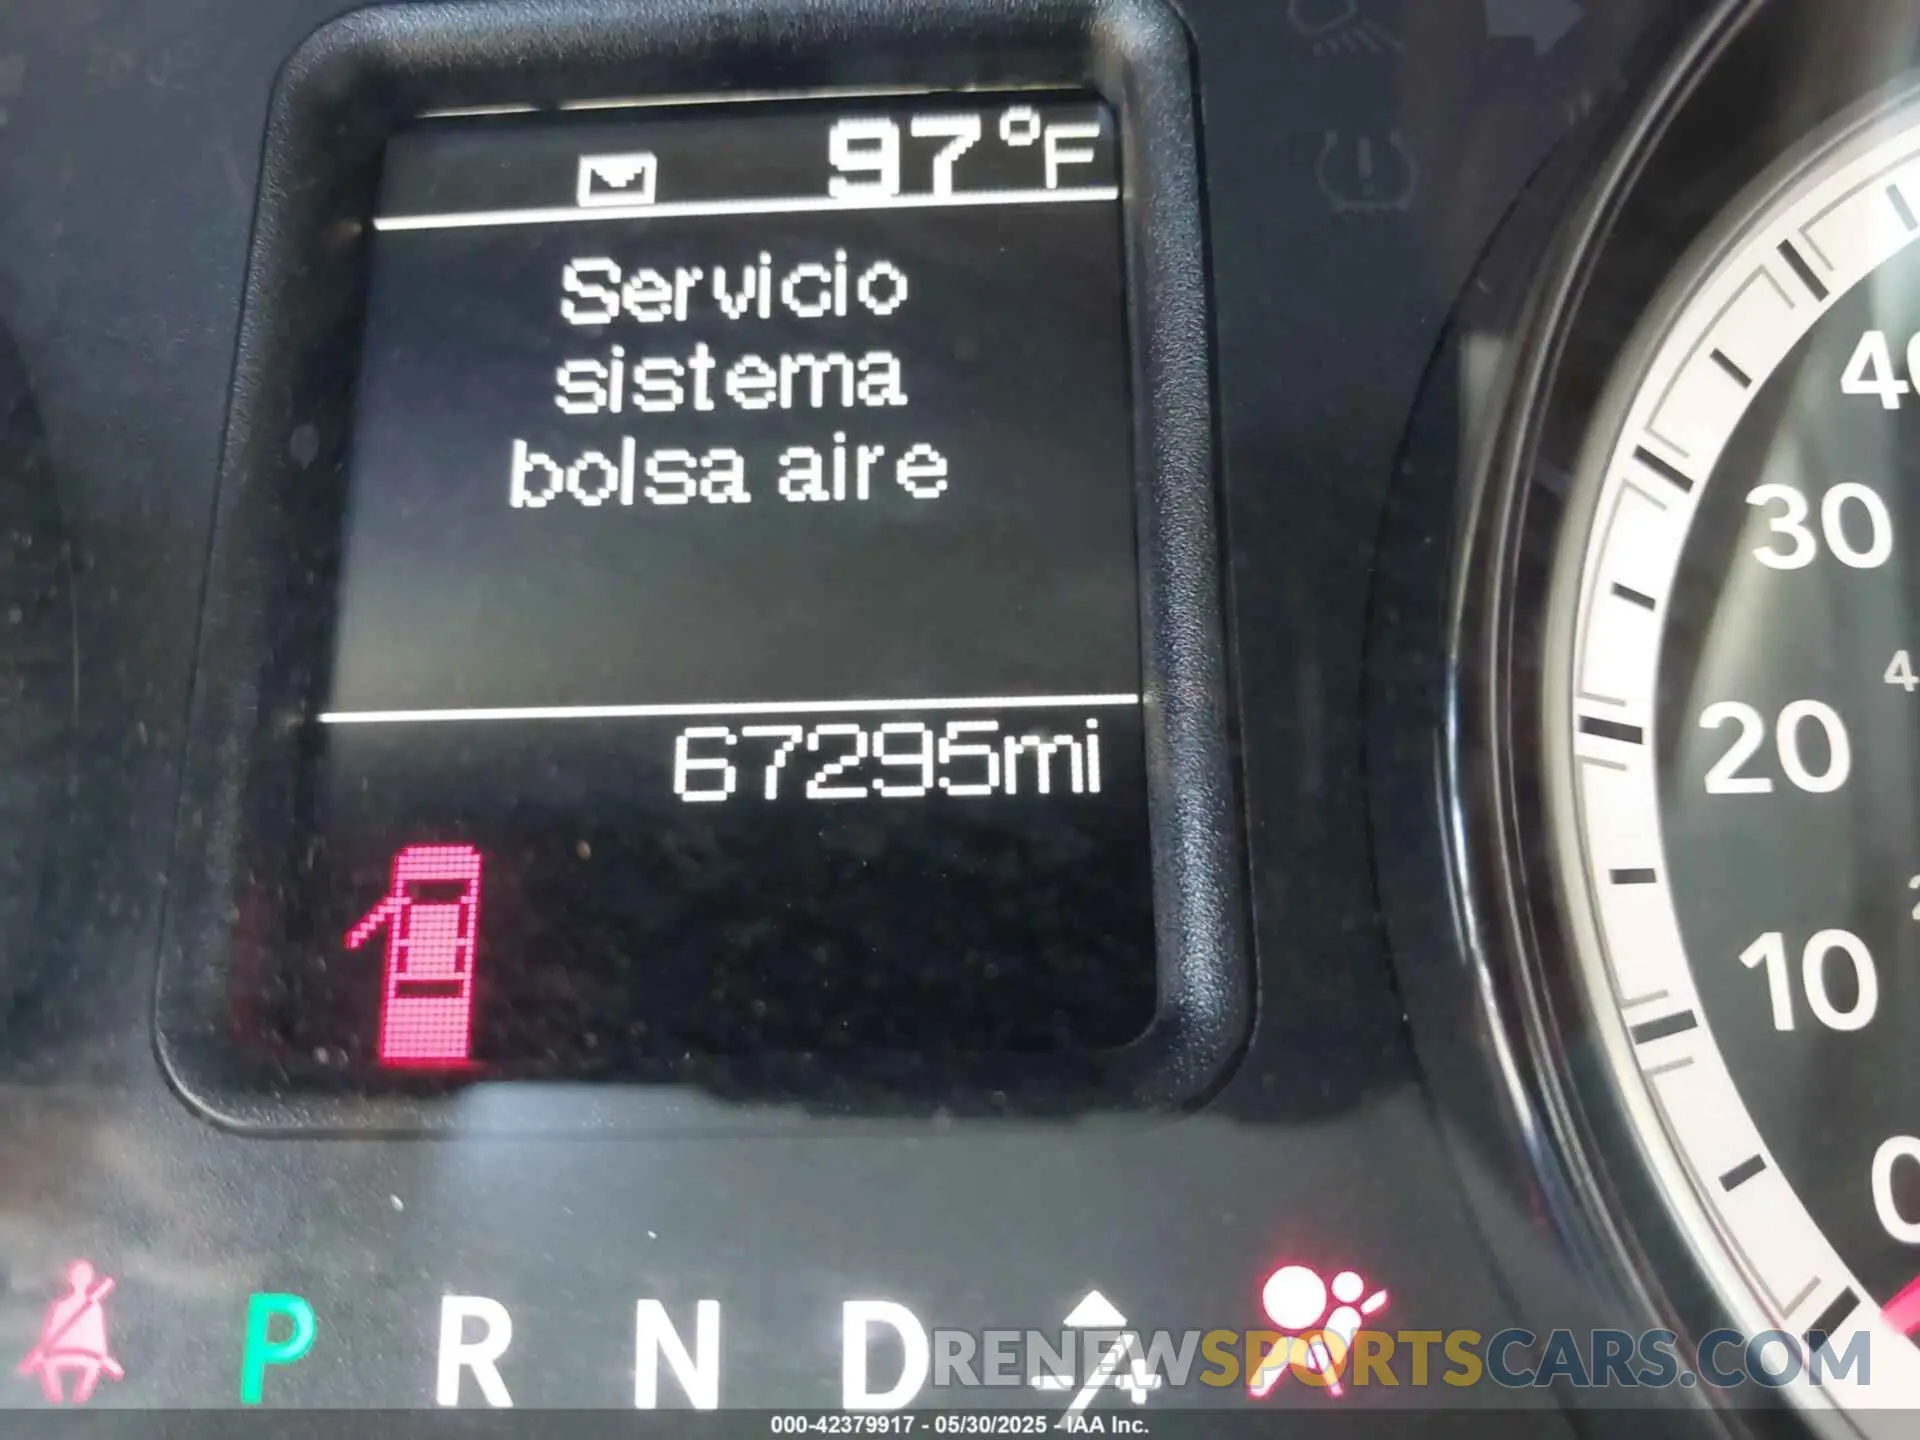 97°F
Servicio
sistema
bolsa aire
67295mi
40
30
20
10
0
P R N D
RENEWSPORTSCARS.COM
000-42379917 - 05/30/2025 - IAA Inc.